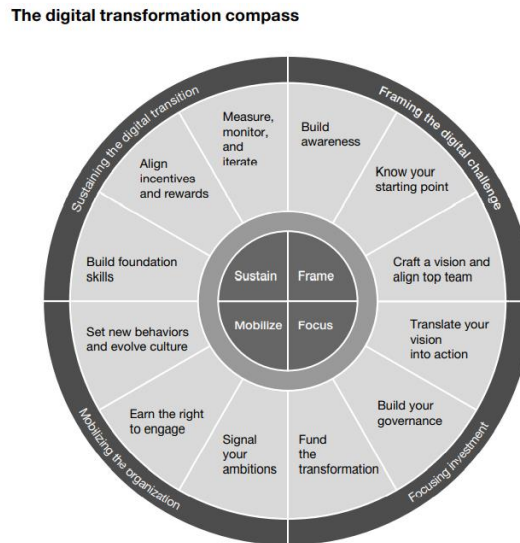 The digital transformation compass
Framing the digital challenge
Build
awareness
Know your
starting point
Craft a vision and
align top team
Focusing investment
Translate your
vision
into action
Build your
governance
Fund
the
transformation
Mobilizing the organization
Signal
your
ambitions
Earn the right
to engage
Set new behaviors
and evolve culture
Sustaining the digital transition
Build foundation
skills
Align
incentives
and rewards
Measure,
monitor,
and
iterate
Sustain
Frame
Mobilize
Focus